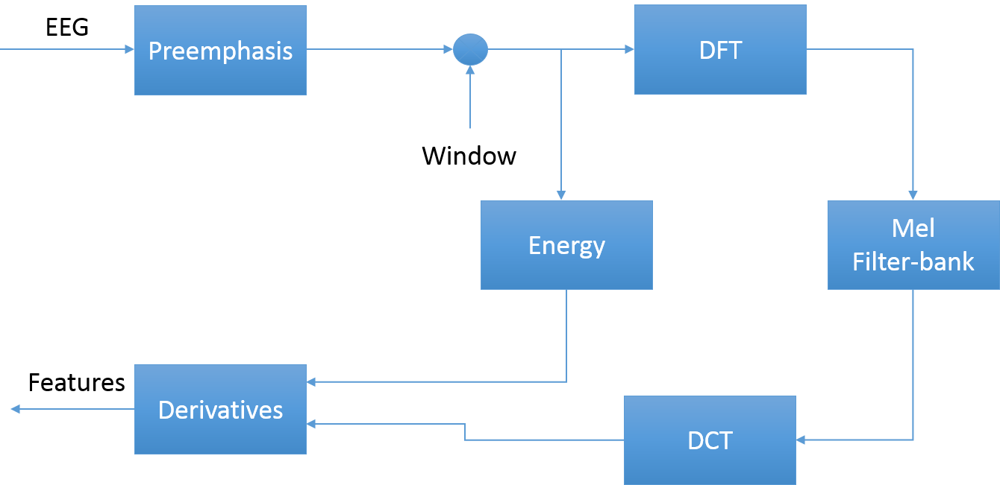 EEG
Preemphasis
DFT
Window
Energy
Mel
Filter-bank
Features
Derivatives
DCT